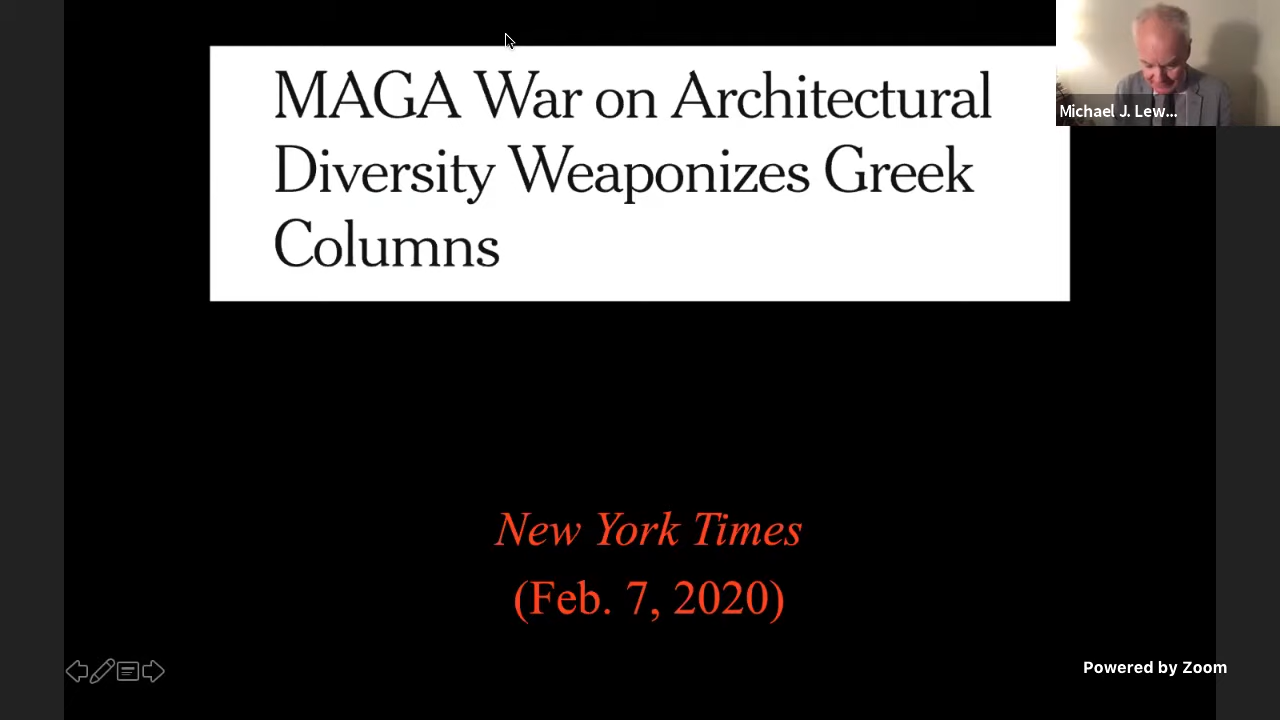 MAGA War on Architectural
Diversity Weaponizes Greek
Columns
Michael J. Lew...
New York Times
(Feb. 7, 2020)
Powered by Zoom